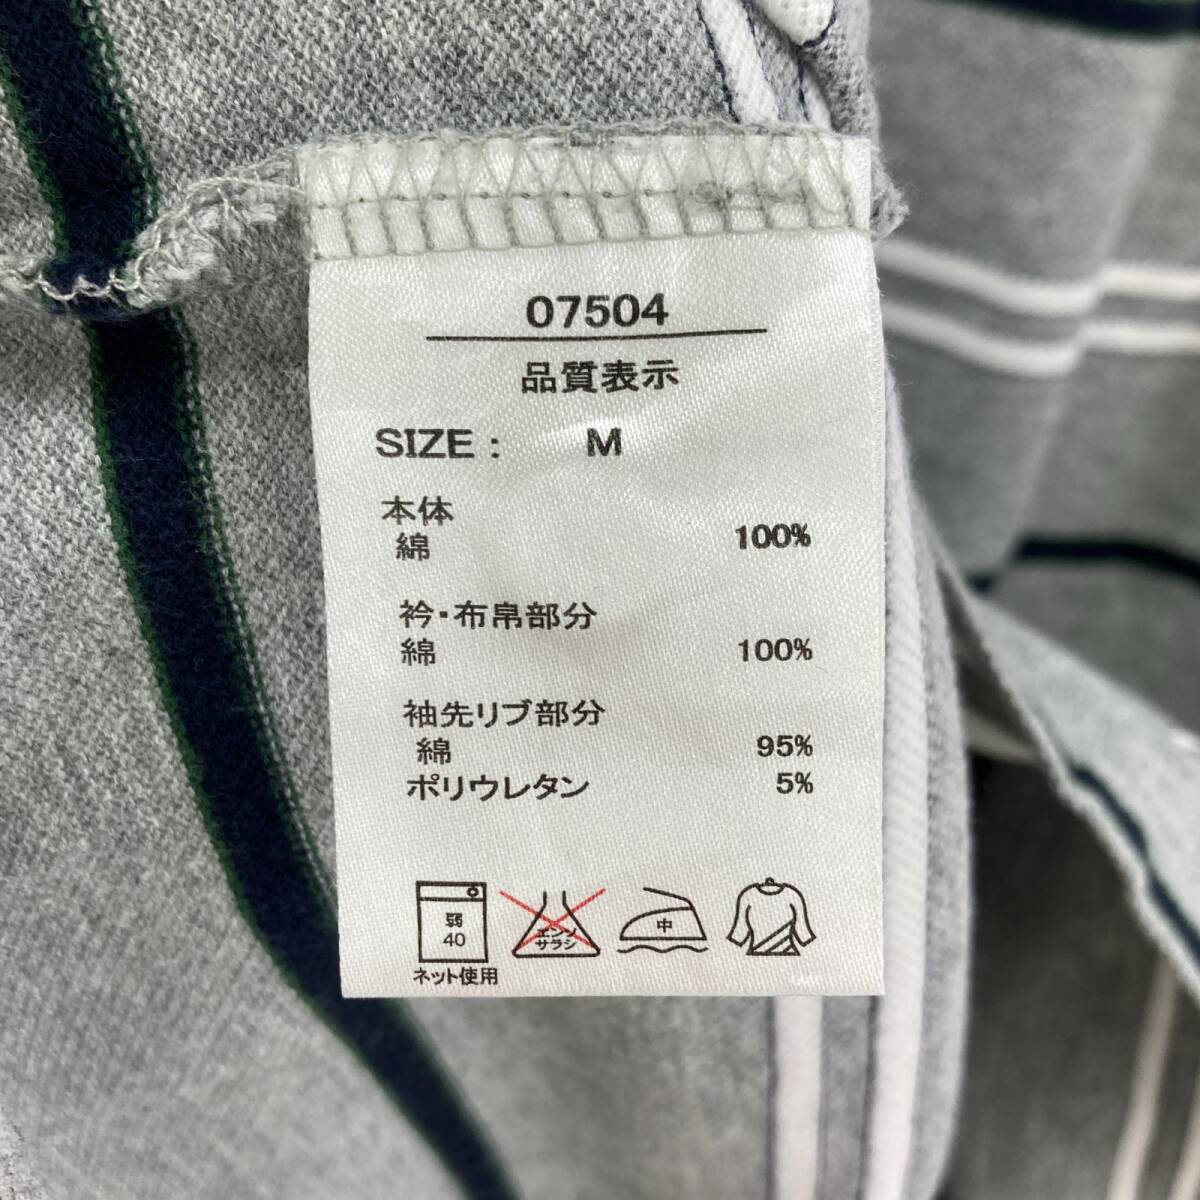 07504
品質表示
SIZE : M
本体
綿 100%
衿・布帛部分
綿 100%
袖先リブ部分
綿 95%
ポリウレタン 5%
弱
40
ネット使用
エンソ
サラシ
中